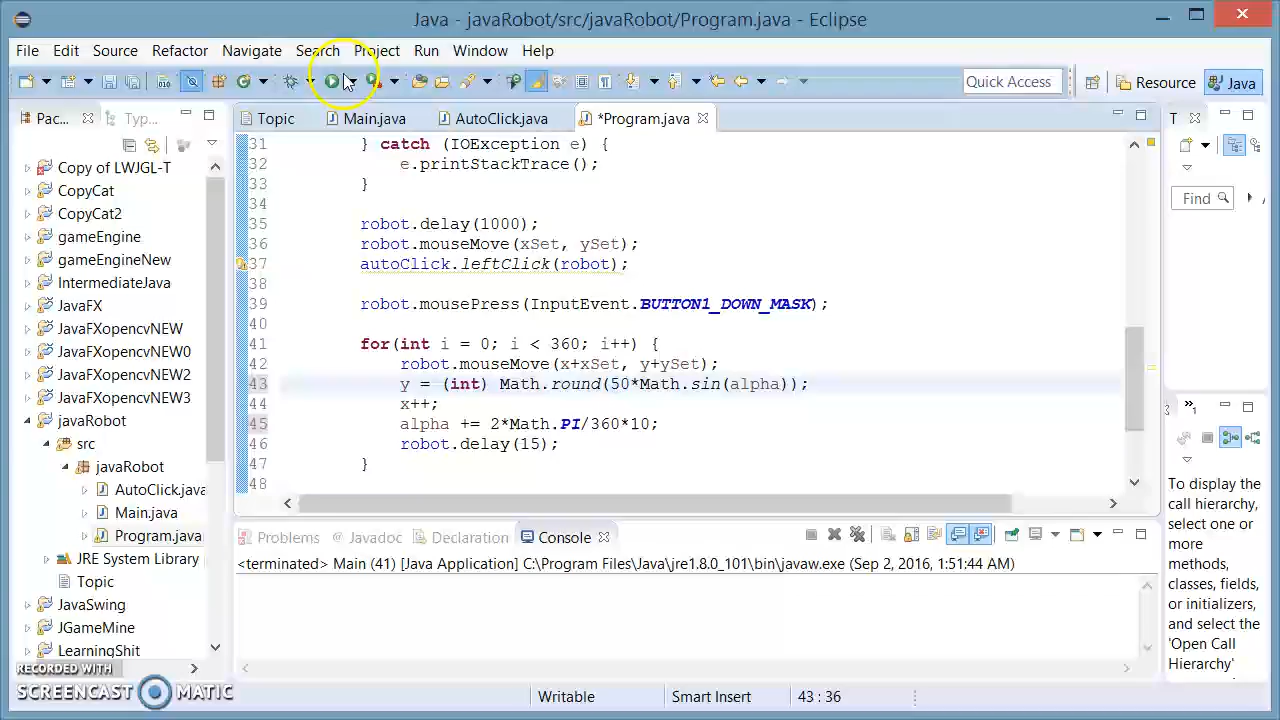 Java - javaRobot/src/javaRobot/Program.java - Eclipse
File Edit Source Refactor Navigate Search Project Run Window Help
Quick Access Resource Java
Pac... Typ...
Topic Main.java AutoClick.java *Program.java T
Copy of LWJGL-T
CopyCat
CopyCat2
gameEngine
gameEngineNew
IntermediateJava
JavaFX
JavaFXopencvNEW
JavaFXopencvNEW0
JavaFXopencvNEW2
JavaFXopencvNEW3
javaRobot
src
javaRobot
AutoClick.java
Main.java
Program.java
JRE System Library
Topic
JavaSwing
JGameMine
LearningShit
31 } catch (IOException e) {
32 e.printStackTrace();
33 }
34
35 robot.delay(1000);
36 robot.mouseMove(xSet, ySet);
37 autoClick.leftClick(robot);
38
39 robot.mousePress(InputEvent.BUTTON1_DOWN_MASK);
40
41 for(int i = 0; i < 360; i++) {
42 robot.mouseMove(x+xSet, y+ySet);
43 y = (int) Math.round(50*Math.sin(alpha));
44 x++;
45 alpha += 2*Math.PI/360*10;
46 robot.delay(15);
47 }
48
Find
Problems Javadoc Declaration Console
<terminated> Main (41) [Java Application] C:\Program Files\Java\jre1.8.0_101\bin\javaw.exe (Sep 2, 2016, 1:51:44 AM)
To display the
call hierarchy,
select one or
more
methods,
classes, fields,
or initializers,
and select the
'Open Call
Hierarchy'
RECORDED WITH
SCREENCAST MATIC
Writable Smart Insert 43 : 36